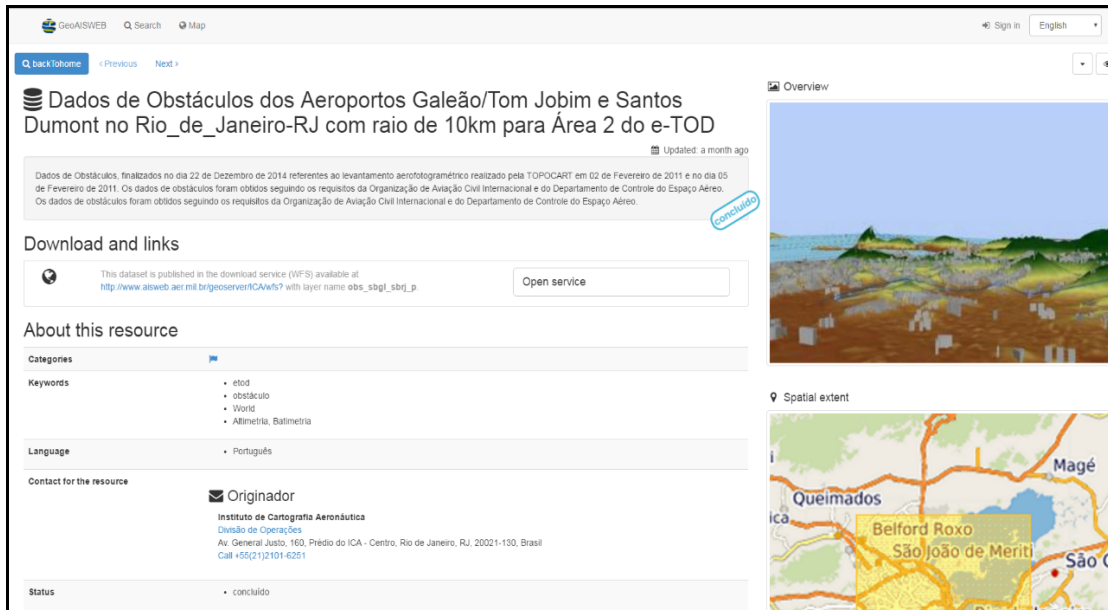 GeoAISWEB Search Map Sign in English
backTohome Previous Next
Dados de Obstáculos dos Aeroportos Galeão/Tom Jobim e Santos
Dumont no Rio_de_Janeiro-RJ com raio de 10km para Área 2 do e-TOD
Updated: a month ago
Dados de Obstáculos, finalizados no dia 22 de Dezembro de 2014 referentes ao levantamento aerofotogramétrico realizado pela TOPOCART em 02 de Fevereiro de 2011 e no dia 05
de Fevereiro de 2011. Os dados de obstáculos foram obtidos seguindo os requisitos da Organização de Aviação Civil Internacional e do Departamento de Controle do Espaço Aéreo.
Os dados de obstáculos foram obtidos seguindo os requisitos da Organização de Aviação Civil Internacional e do Departamento de Controle do Espaço Aéreo.
concluído
Download and links
This dataset is published in the download service (WFS) available at
http://www.aisweb.aer.mil.br/geoserver/ICA/wfs? with layer name obs_sbgl_sbrj_p.
Open service
About this resource
Categories
Keywords
• etod
• obstáculo
• World
• Altimetria, Batimetria
Language
• Português
Contact for the resource
Originador
Instituto de Cartografia Aeronáutica
Divisão de Operações
Av. General Justo, 160, Prédio do ICA - Centro, Rio de Janeiro, RJ, 20021-130, Brasil
Call +55(21)2101-6251
Status
• concluído
Overview
Spatial extent
Magé
Queimados
Belford Roxo
São João de Meriti
São